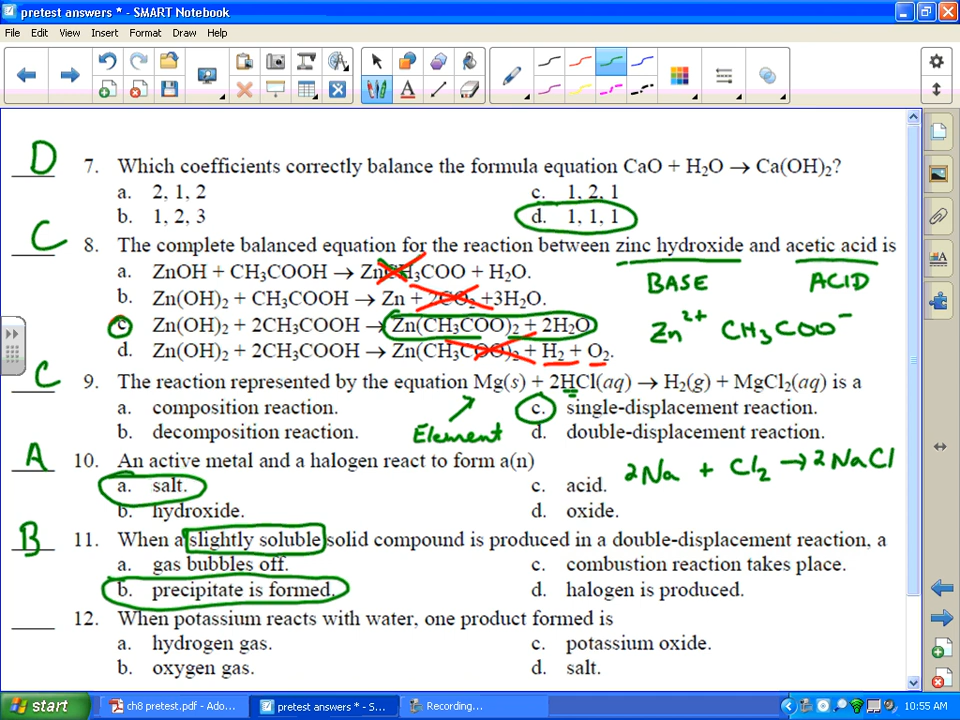 pretest answers * - SMART Notebook
File Edit View Insert Format Draw Help
D 7. Which coefficients correctly balance the formula equation CaO + H₂O → Ca(OH)₂?
a. 2, 1, 2 c. 1, 2, 1
b. 1, 2, 3 d. 1, 1, 1
C 8. The complete balanced equation for the reaction between zinc hydroxide and acetic acid is
a. ZnOH + CH₃COOH → ZnCH₃COO + H₂O. BASE ACID
b. Zn(OH)₂ + CH₃COOH → Zn + 2CO₂ +3H₂O.
c. Zn(OH)₂ + 2CH₃COOH → Zn(CH₃COO)₂ + 2H₂O Zn²⁺ CH₃COO⁻
d. Zn(OH)₂ + 2CH₃COOH → Zn(CH₃COO)₂ + H₂ + O₂.
C 9. The reaction represented by the equation Mg(s) + 2HCl(aq) → H₂(g) + MgCl₂(aq) is a
a. composition reaction. c. single-displacement reaction.
b. decomposition reaction. Element d. double-displacement reaction.
A 10. An active metal and a halogen react to form a(n)
2Na + Cl₂ → 2NaCl
a. salt. c. acid.
b. hydroxide. d. oxide.
B 11. When a slightly soluble solid compound is produced in a double-displacement reaction, a
a. gas bubbles off. c. combustion reaction takes place.
b. precipitate is formed. d. halogen is produced.
12. When potassium reacts with water, one product formed is
a. hydrogen gas. c. potassium oxide.
b. oxygen gas. d. salt.
start ch8 pretest.pdf - Ado... pretest answers * - S... Recording... 10:55 AM